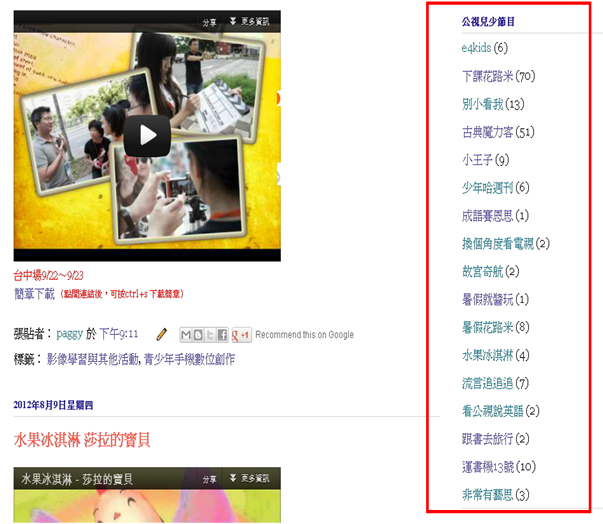 分享 更多資訊
台中場9/22～9/23
簡章下載 (點閱連結後，可按ctrl+s 下載簡章)
張貼者： paggy 於 下午9:11
g +1 Recommend this on Google
標籤： 影像學習與其他活動, 青少年手機數位創作
2012年8月9日星期四
水果冰淇淋 莎拉的寶貝
水果冰淇淋 - 莎拉的寶貝 分享 更多資訊
公視兒少節目
e4kids (6)
下課花路米 (70)
別小看我 (13)
古典魔力客 (51)
小王子 (9)
少年哈週刊 (6)
成語賽恩思 (1)
換個角度看電視 (2)
故宮奇航 (2)
暑假就醬玩 (1)
暑假花路米 (8)
水果冰淇淋 (4)
流言追追追 (7)
看公視說英語 (2)
跟書去旅行 (2)
運書機13號 (10)
非常有藝思 (3)